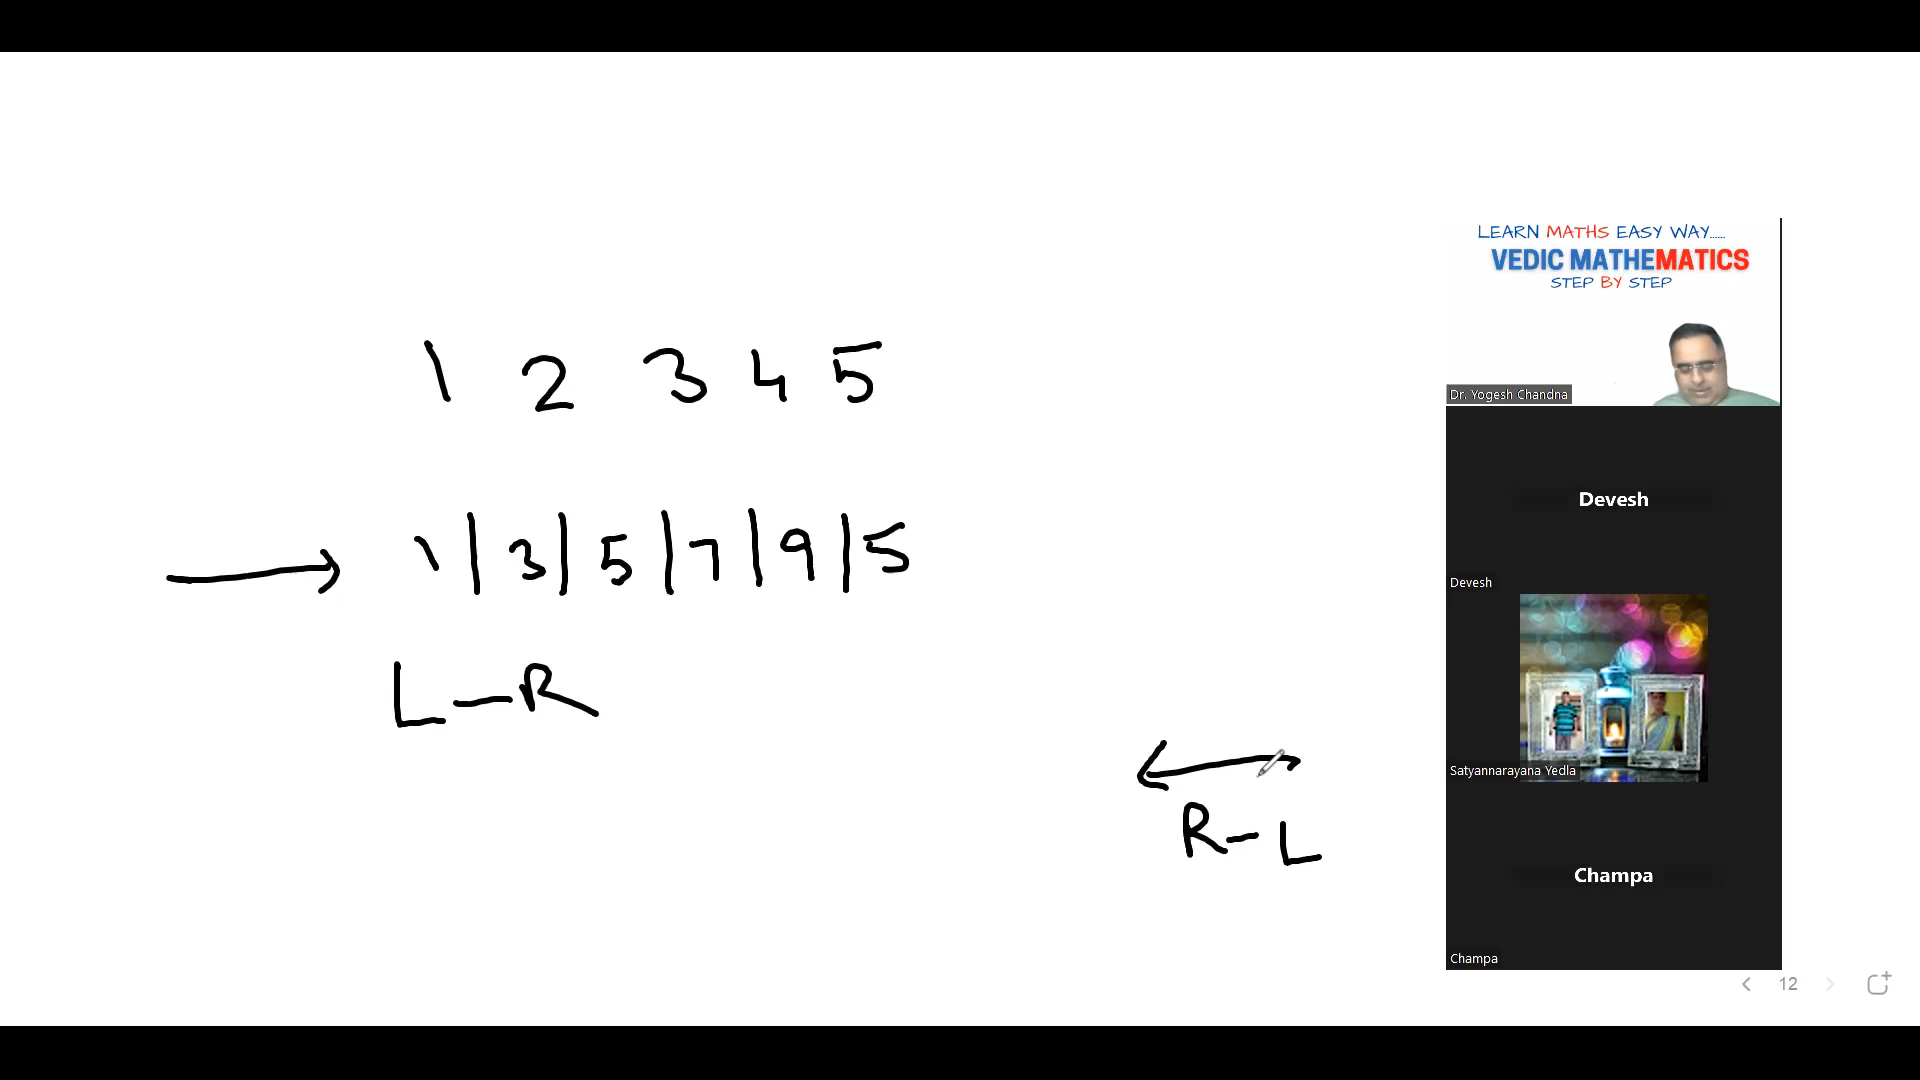 LEARN MATHS EASY WAY......
VEDIC MATHEMATICS
STEP BY STEP
1 2 3 4 5
Dr. Yogesh Chandna
Devesh
1 | 3 | 5 | 7 | 9 | 5
Devesh
L - R
Satyannarayana Yedla
R - L
Champa
Champa
12